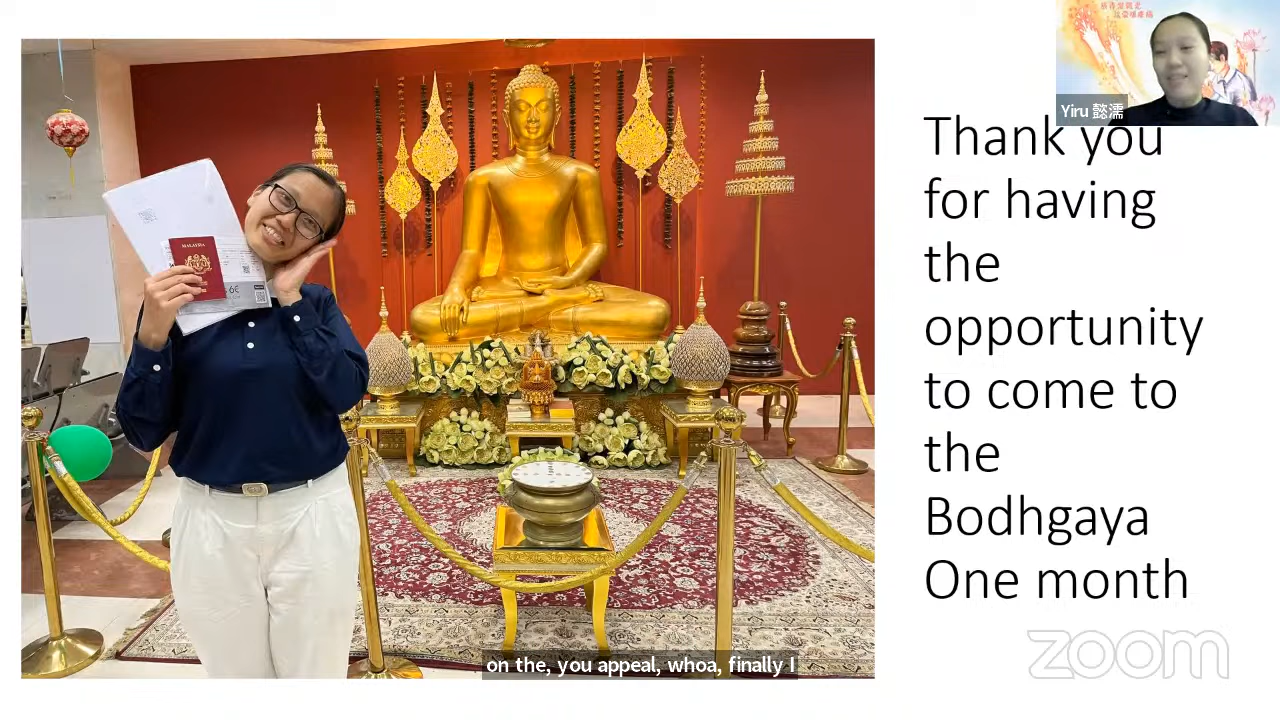 Yiru 懿濡
Thank you
for having
the
opportunity
to come to
the
Bodhgaya
One month
MALAYSIA
on the, you appeal, whoa, finally I
zoom